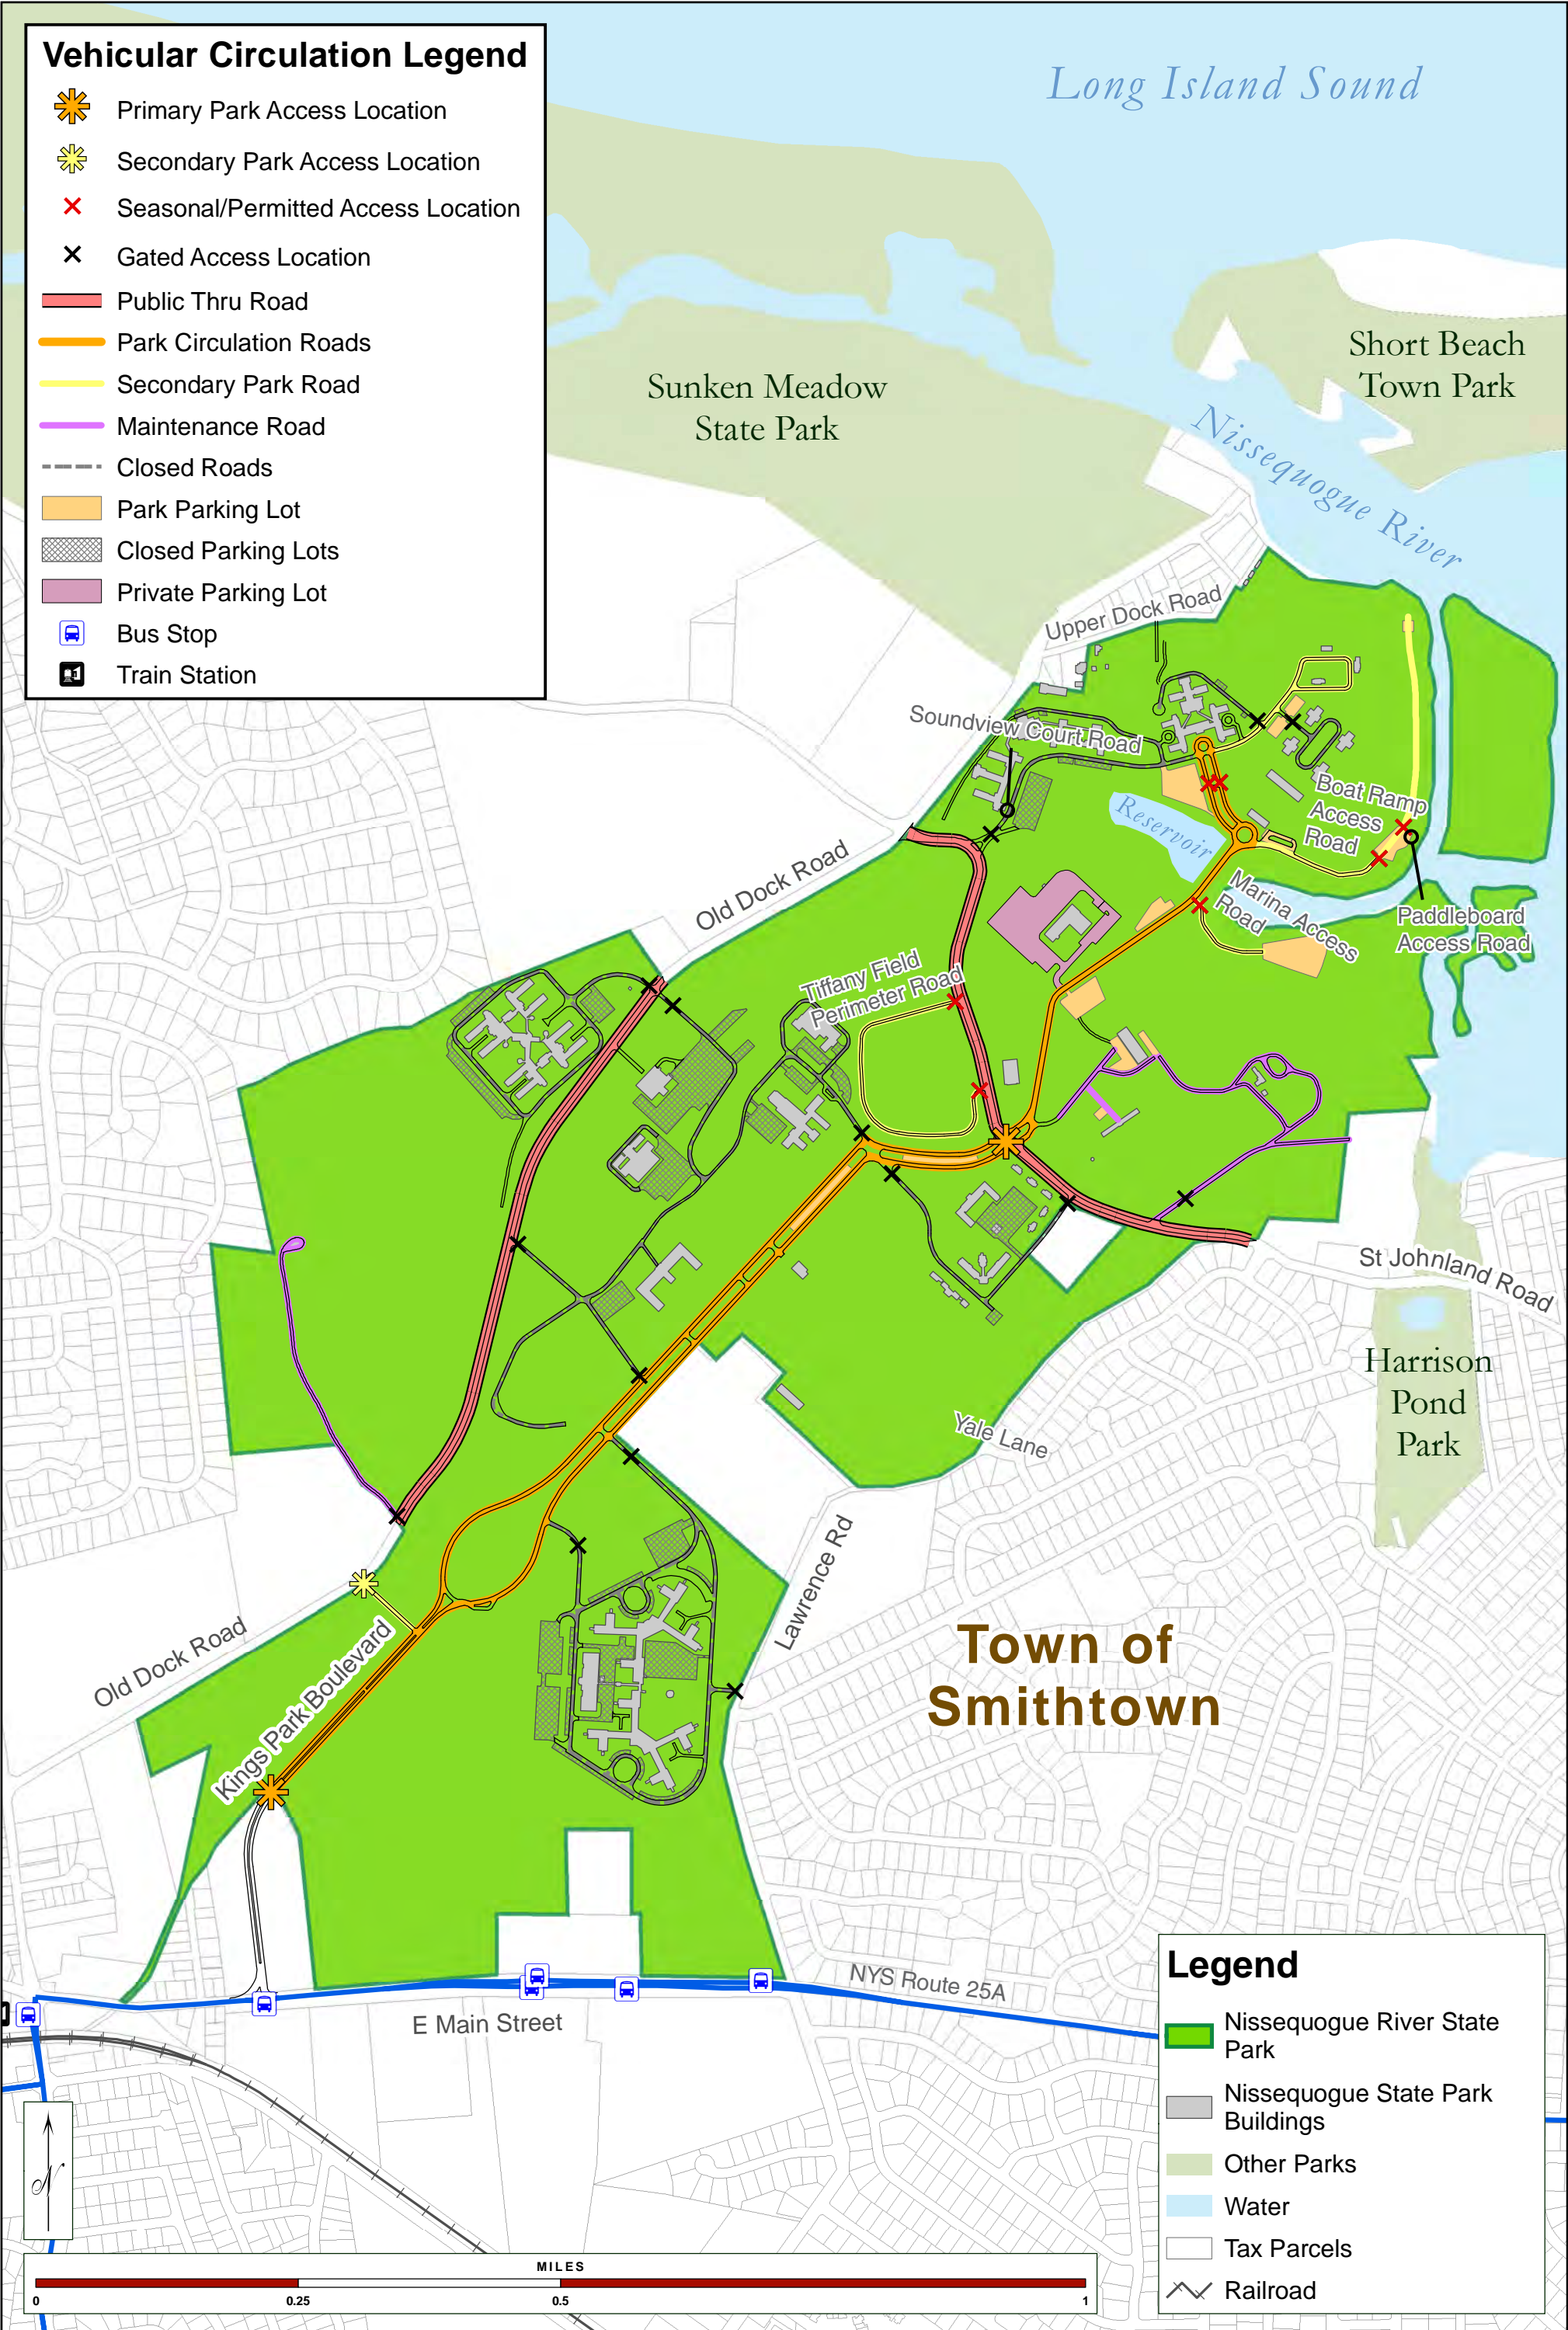 Vehicular Circulation Legend
Primary Park Access Location
Secondary Park Access Location
Seasonal/Permitted Access Location
Gated Access Location
Public Thru Road
Park Circulation Roads
Secondary Park Road
Maintenance Road
Closed Roads
Park Parking Lot
Closed Parking Lots
Private Parking Lot
Bus Stop
Train Station
Long Island Sound
Short Beach
Town Park
Sunken Meadow
State Park
Nissequogue River
Upper Dock Road
Soundview Court Road
Boat Ramp
Access
Road
Reservoir
Old Dock Road
Marina Access
Road
Paddleboard
Access Road
Tiffany Field
Perimeter Road
St Johnland Road
Harrison
Pond
Park
Yale Lane
Lawrence Rd
Old Dock Road
Kings Park Boulevard
Town of
Smithtown
NYS Route 25A
E Main Street
Legend
Nissequogue River State
Park
Nissequogue State Park
Buildings
Other Parks
Water
Tax Parcels
Railroad
N
MILES
0 0.25 0.5 1